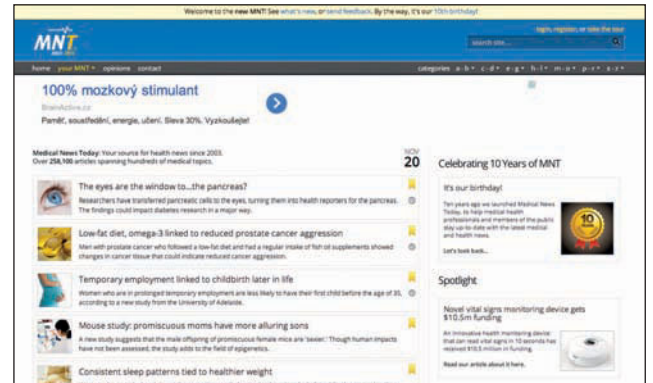 Welcome to the new MNT! See what's new, or send feedback. By the way, it's our 10th birthday!
login, register, or take the tour
MNT
search site...
home your MNT opinions contact
categories a-b c-d e-g h-l m-o p-r s-z
100% mozkový stimulant
BrainActive.cz
Paměť, soustředění, energie, učení. Sleva 30%. Vyzkoušejte!
Medical News Today: Your source for health news since 2003.
Over 258,100 articles spanning hundreds of medical topics.
NOV
20
The eyes are the window to...the pancreas?
Researchers have transferred pancreatic cells to the eyes, turning them into health reporters for the pancreas.
The findings could impact diabetes research in a major way.
Low-fat diet, omega-3 linked to reduced prostate cancer aggression
Men with prostate cancer who followed a low-fat diet and had a regular intake of fish oil supplements showed
changes in cancer tissue that could indicate reduced cancer aggression.
Temporary employment linked to childbirth later in life
Women who are in prolonged temporary employment are less likely to have their first child before the age of 35,
according to a new study from the University of Adelaide.
Mouse study: promiscuous moms have more alluring sons
A new study suggests that the male offspring of promiscuous female mice are 'sexier.' Though human impacts
have not been assessed, the study adds to the field of epigenetics.
Consistent sleep patterns tied to healthier weight
Celebrating 10 Years of MNT
It's our birthday!
Ten years ago we launched Medical News
Today, to help medical health
professionals and members of the public
stay up-to-date with the latest medical
and health news.
Let's look back...
10
Spotlight
Novel vital signs monitoring device gets
$10.5m funding
An innovative health monitoring device
that can read vital signs in 10 seconds has
received $10.5 million in funding.
Read our article about it here.